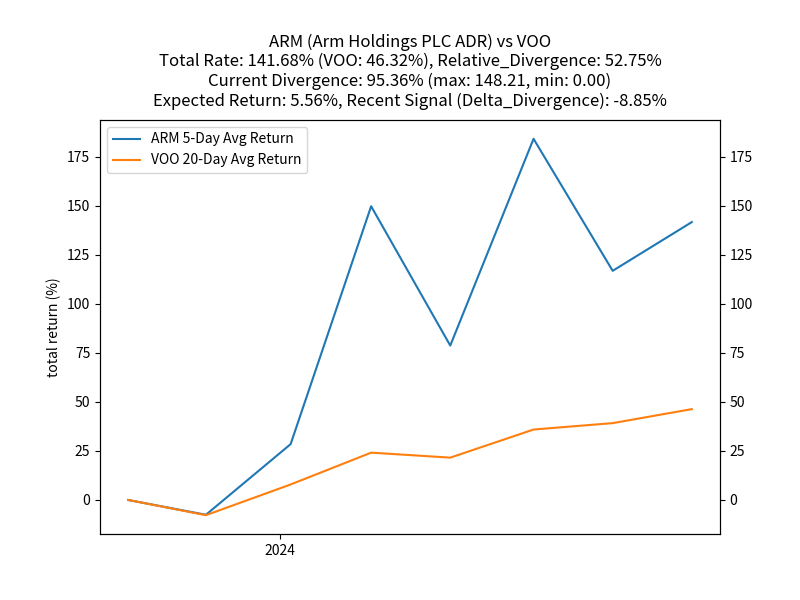 ARM (Arm Holdings PLC ADR) vs VOO
Total Rate: 141.68% (VOO: 46.32%), Relative_Divergence: 52.75%
Current Divergence: 95.36% (max: 148.21, min: 0.00)
Expected Return: 5.56%, Recent Signal (Delta_Divergence): -8.85%
ARM 5-Day Avg Return
VOO 20-Day Avg Return
175 175
150 150
125 125
100 100
75 75
50 50
25 25
0 0
total return (%)
2024